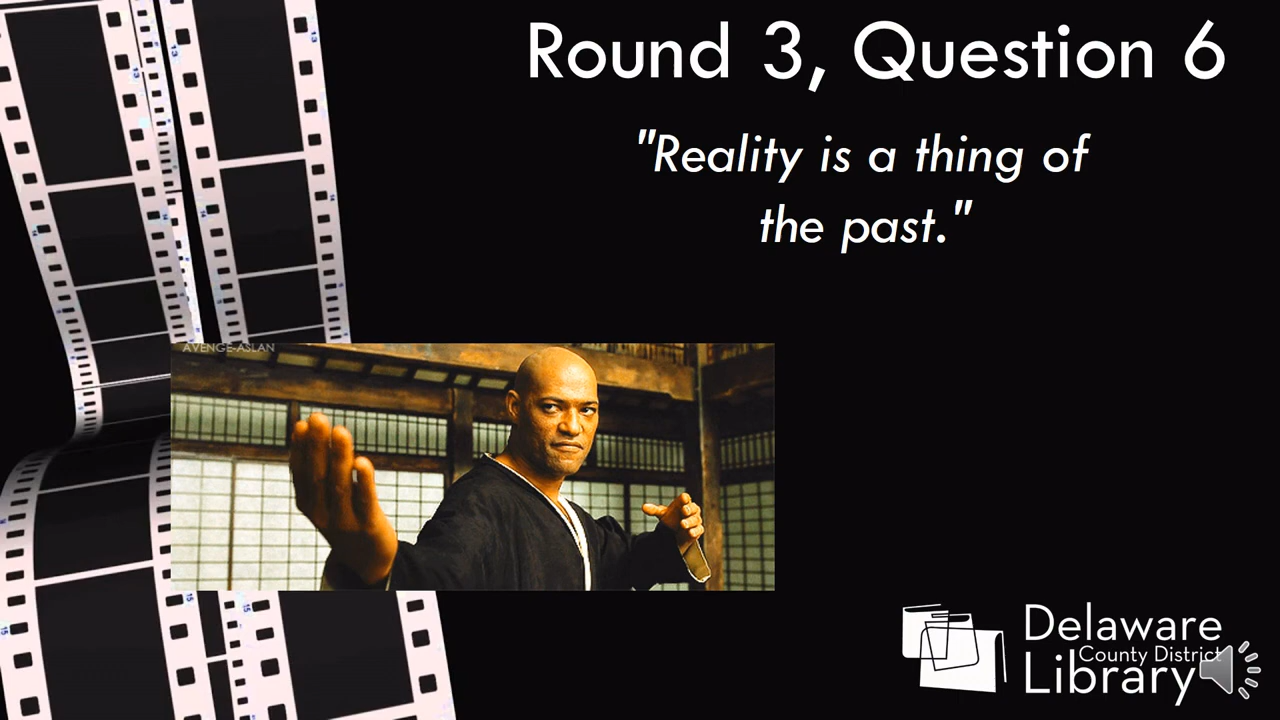 Round 3, Question 6
"Reality is a thing of
the past."
AVENGE-ASLAN
Delaware
County District
Library